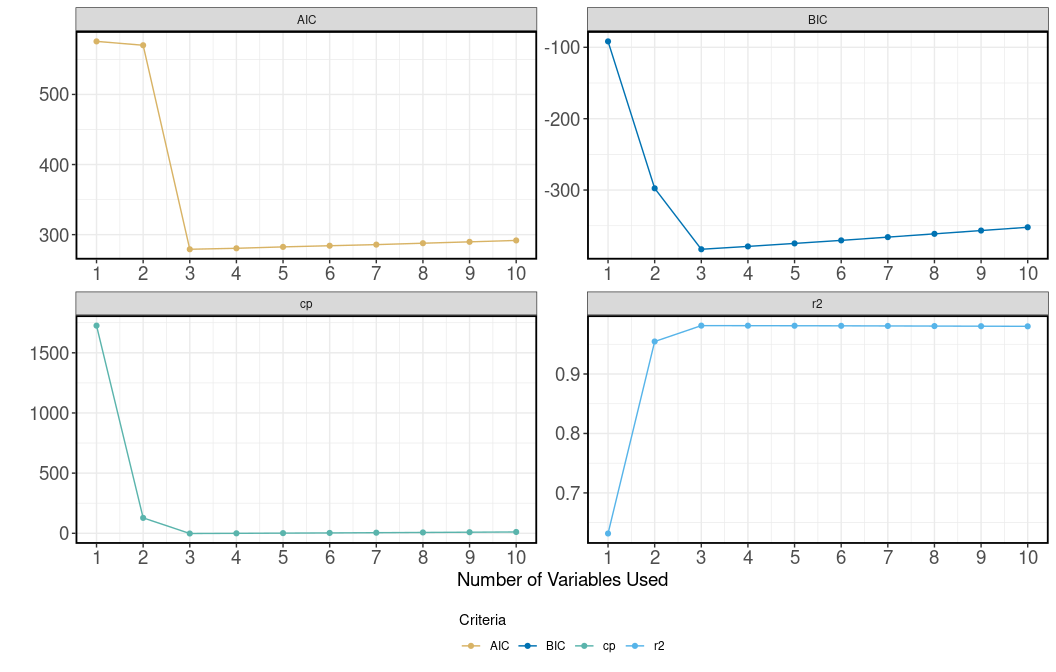 AIC
BIC
500
400
300
1 2 3 4 5 6 7 8 9 10
-100
-200
-300
1 2 3 4 5 6 7 8 9 10
cp
r2
1500
1000
500
0
1 2 3 4 5 6 7 8 9 10
0.9
0.8
0.7
1 2 3 4 5 6 7 8 9 10
Number of Variables Used
Criteria
AIC BIC cp r2